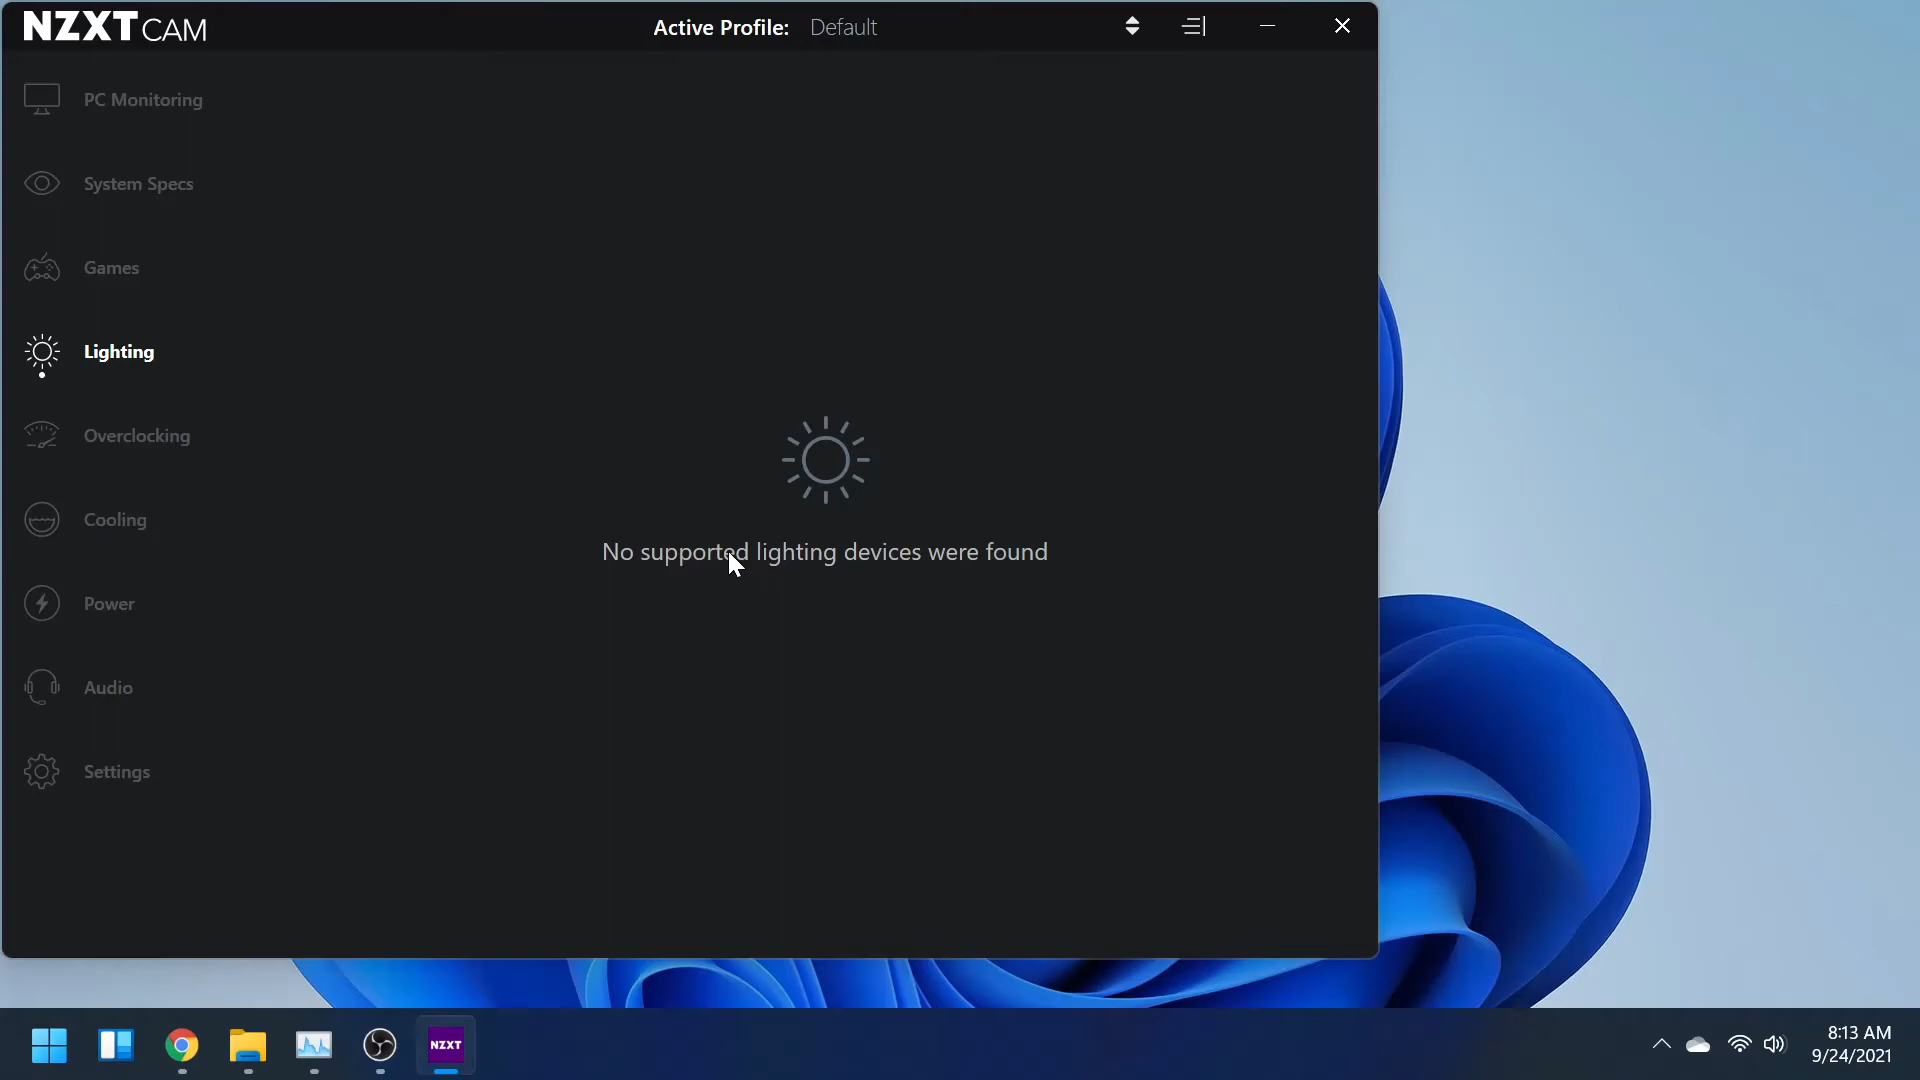 NZXT CAM
Active Profile: Default
PC Monitoring
System Specs
Games
Lighting
Overclocking
Cooling
Power
Audio
Settings
No supported lighting devices were found
NZXT
8:13 AM
9/24/2021